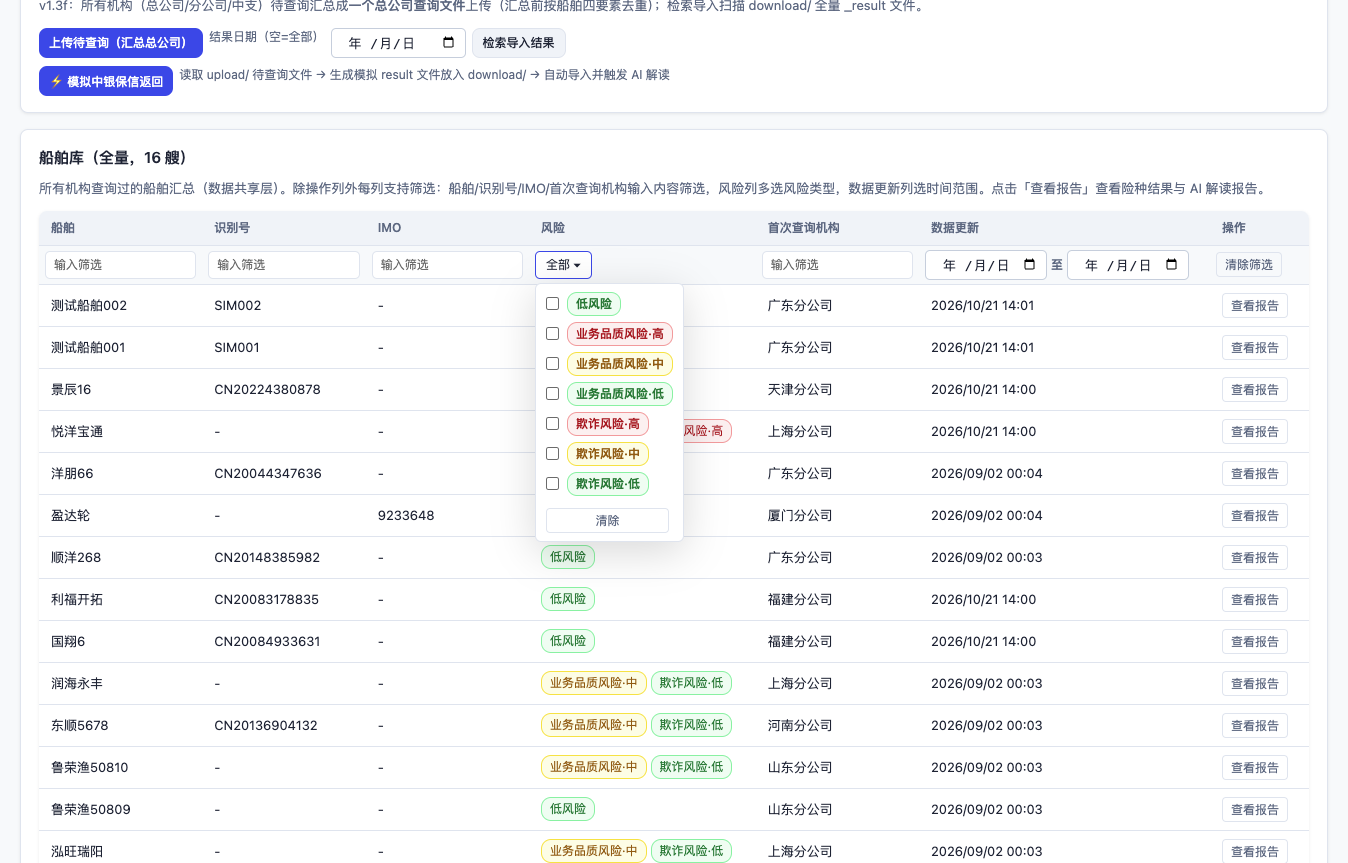 v1.3f：所有机构（总公司/分公司/中支）待查询汇总成一个总公司查询文件上传（汇总前按船舶四要素去重）；检索导入扫描 download/ 全量 _result 文件。
上传待查询（汇总总公司） 结果日期（空=全部） 年 /月/日 检索导入结果
⚡ 模拟中银保信返回 读取 upload/ 待查询文件 → 生成模拟 result 文件放入 download/ → 自动导入并触发 AI 解读
船舶库（全量，16 艘）
所有机构查询过的船舶汇总（数据共享层）。除操作列外每列支持筛选：船舶/识别号/IMO/首次查询机构输入内容筛选，风险列多选风险类型，数据更新列选时间范围。点击「查看报告」查看险种结果与 AI 解读报告。
船舶 识别号 IMO 风险 首次查询机构 数据更新 操作
输入筛选 输入筛选 输入筛选 全部 输入筛选 年 /月/日 至 年 /月/日 清除筛选
低风险
业务品质风险·高
业务品质风险·中
业务品质风险·低
欺诈风险·高
欺诈风险·中
欺诈风险·低
清除
测试船舶002 SIM002 - 广东分公司 2026/10/21 14:01 查看报告
测试船舶001 SIM001 - 广东分公司 2026/10/21 14:01 查看报告
景辰16 CN20224380878 - 天津分公司 2026/10/21 14:00 查看报告
悦洋宝通 - - 风险·高 上海分公司 2026/10/21 14:00 查看报告
洋朋66 CN20044347636 - 广东分公司 2026/09/02 00:04 查看报告
盈达轮 - 9233648 厦门分公司 2026/09/02 00:04 查看报告
顺洋268 CN20148385982 - 低风险 广东分公司 2026/09/02 00:03 查看报告
利福开拓 CN20083178835 - 低风险 福建分公司 2026/10/21 14:00 查看报告
国翔6 CN20084933631 - 低风险 福建分公司 2026/10/21 14:00 查看报告
润海永丰 - - 业务品质风险·中 欺诈风险·低 上海分公司 2026/09/02 00:03 查看报告
东顺5678 CN20136904132 - 业务品质风险·中 欺诈风险·低 河南分公司 2026/09/02 00:03 查看报告
鲁荣渔50810 - - 业务品质风险·中 欺诈风险·低 山东分公司 2026/09/02 00:03 查看报告
鲁荣渔50809 - - 低风险 山东分公司 2026/09/02 00:03 查看报告
泓旺瑞阳 - - 业务品质风险·中 欺诈风险·低 上海分公司 2026/09/02 00:03 查看报告